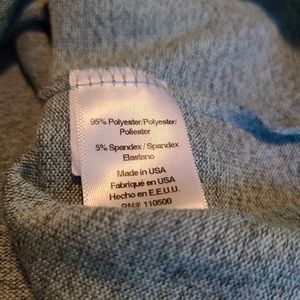 95% Polyester/Polyester/
Poliester
5% Spandex / Spandex
Elastano
Made in USA
Fabriqué en USA
Hecho en E.E.U.U.
RN# 110500